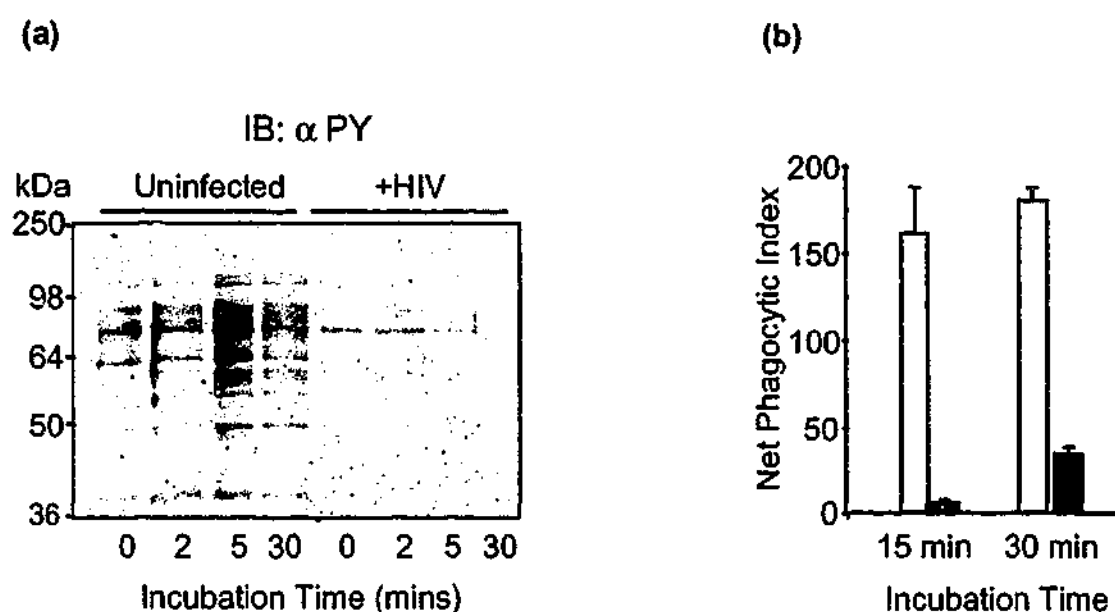 (a)
IB: α PY
kDa
Uninfected
+HIV
250
98
64
50
36
0 2 5 30 0 2 5 30
Incubation Time (mins)
(b)
Net Phagocytic Index
200
150
100
50
0
15 min 30 min
Incubation Time